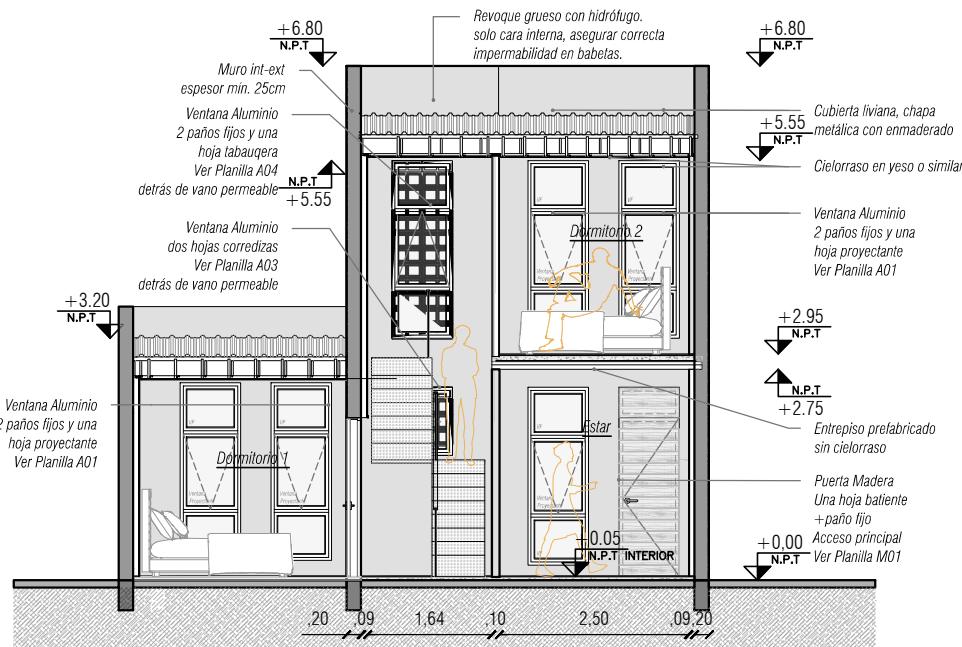 Revoque grueso con hidrófugo.
solo cara interna, asegurar correcta
impermabilidad en babetas.
+6.80
N.P.T
+6.80
N.P.T
Muro int-ext
espesor mín. 25cm
Ventana Aluminio
2 paños fijos y una
hoja tabauqera
Ver Planilla A04
detrás de vano permeable
N.P.T
+5.55
Cubierta liviana, chapa
metálica con enmaderado
+5.55
N.P.T
Cielorraso en yeso o similar
Ventana Aluminio
dos hojas corredizas
Ver Planilla A03
detrás de vano permeable
Ventana Aluminio
2 paños fijos y una
hoja proyectante
Ver Planilla A01
Dormitorio 2
+3.20
N.P.T
+2.95
N.P.T
N.P.T
+2.75
Ventana Aluminio
2 paños fijos y una
hoja proyectante
Ver Planilla A01
Dormitorio 1
Estar
Entrepiso prefabricado
sin cielorraso
Puerta Madera
Una hoja batiente
+paño fijo
Acceso principal
Ver Planilla M01
+0.05
N.P.T INTERIOR
+0,00
N.P.T
,20 ,09 1,64 ,10 2,50 ,09 ,20